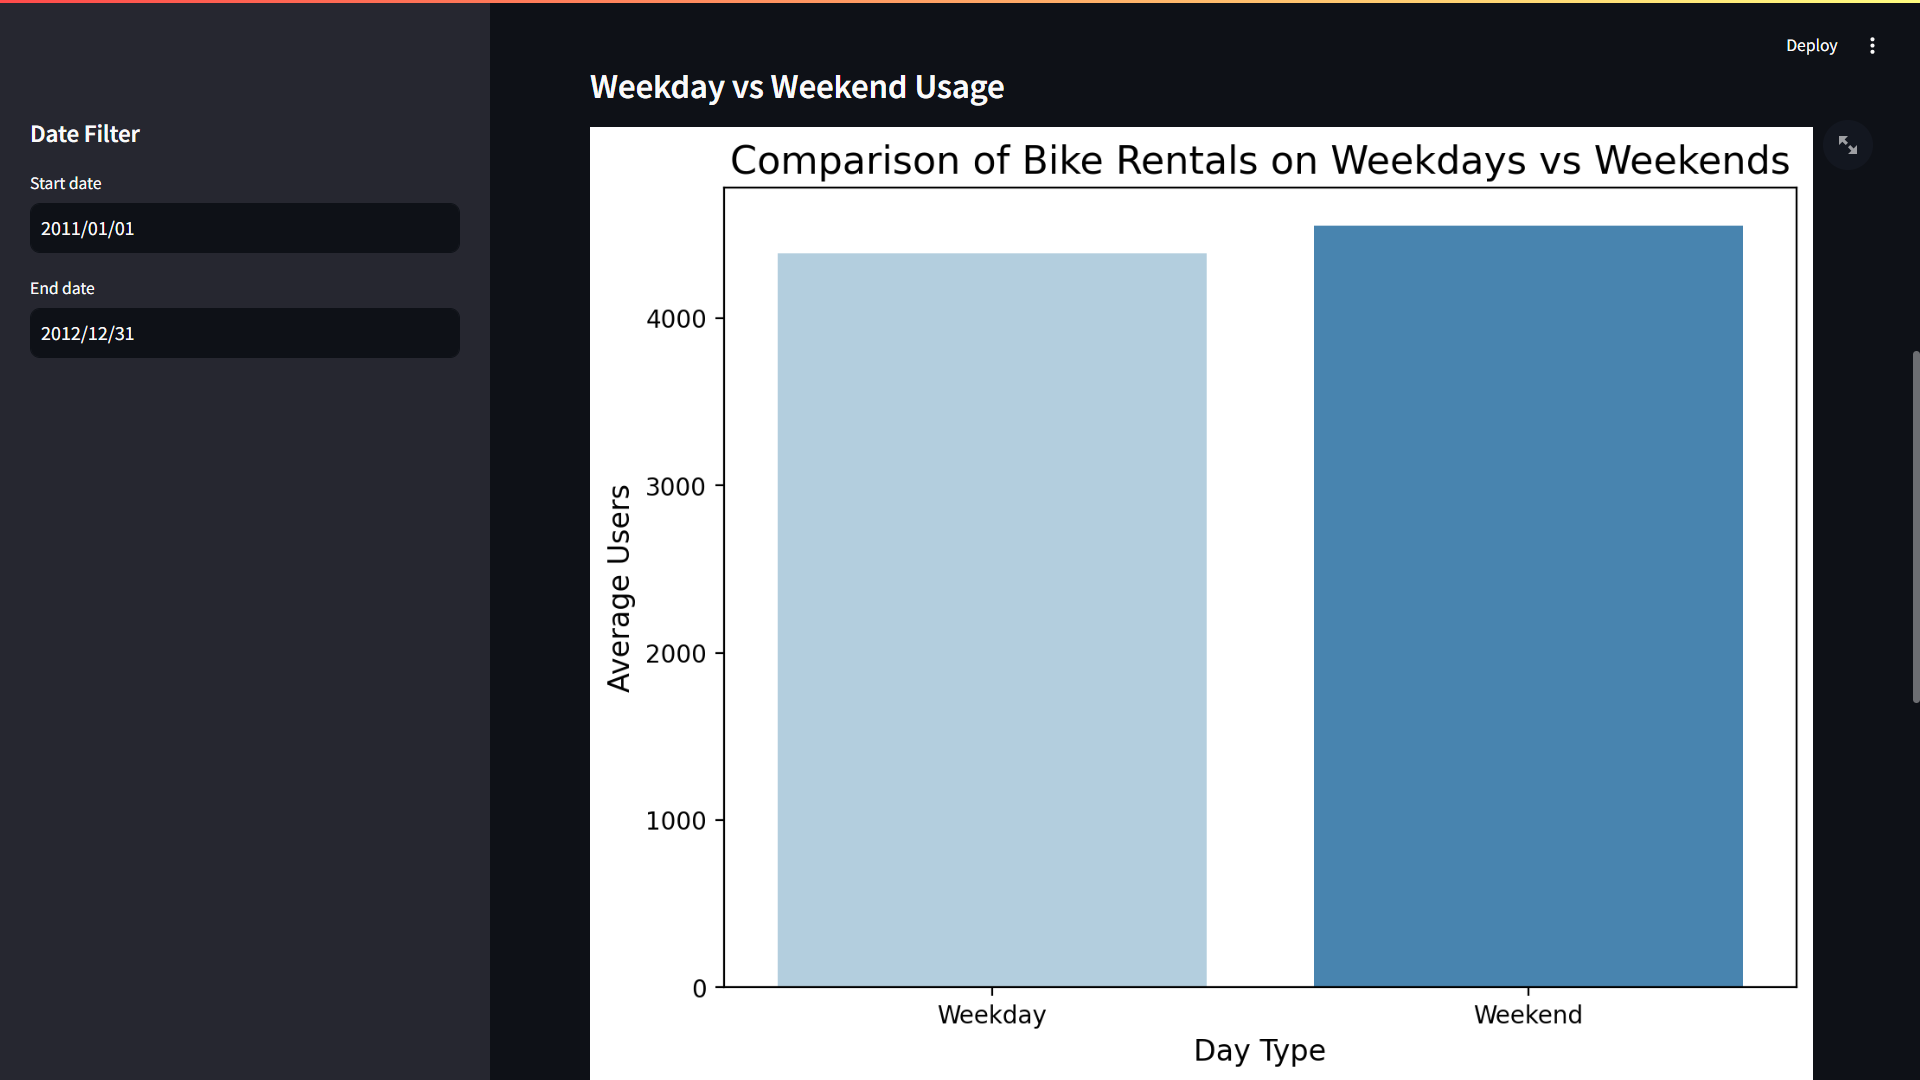 Deploy
Date Filter
Start date
2011/01/01
End date
2012/12/31
Weekday vs Weekend Usage
Comparison of Bike Rentals on Weekdays vs Weekends
Average Users
4000
3000
2000
1000
0
Weekday Weekend
Day Type